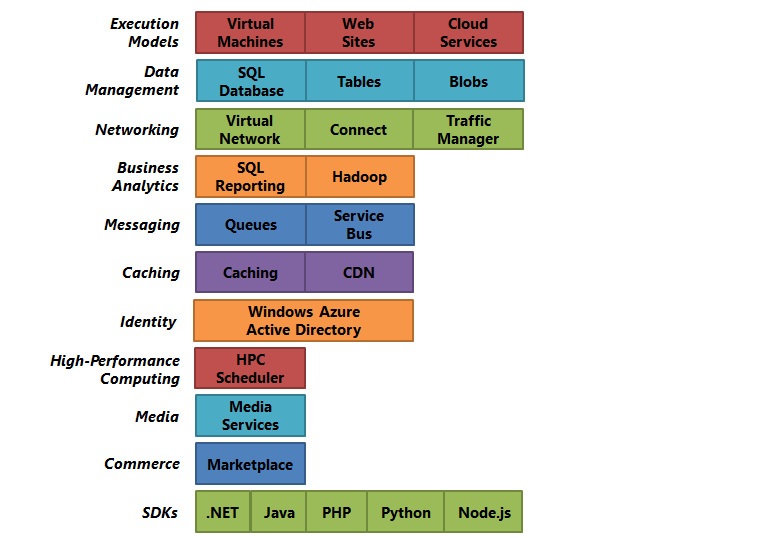 Execution
Models
Virtual
Machines
Web
Sites
Cloud
Services
Data
Management
SQL
Database
Tables
Blobs
Networking
Virtual
Network
Connect
Traffic
Manager
Business
Analytics
SQL
Reporting
Hadoop
Messaging
Queues
Service
Bus
Caching
Caching
CDN
Identity
Windows Azure
Active Directory
High-Performance
Computing
HPC
Scheduler
Media
Media
Services
Commerce
Marketplace
SDKs
.NET
Java
PHP
Python
Node.js